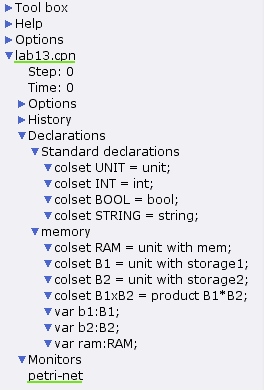 Tool box
Help
Options
lab13.cpn
Step: 0
Time: 0
Options
History
Declarations
Standard declarations
colset UNIT = unit;
colset INT = int;
colset BOOL = bool;
colset STRING = string;
memory
colset RAM = unit with mem;
colset B1 = unit with storage1;
colset B2 = unit with storage2;
colset B1xB2 = product B1*B2;
var b1:B1;
var b2:B2;
var ram:RAM;
Monitors
petri-net